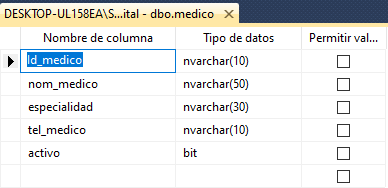 DESKTOP-UL158EA\S...ital - dbo.medico
Nombre de columna Tipo de datos Permitir val...
Id_medico nvarchar(10)
nom_medico nvarchar(50)
especialidad nvarchar(30)
tel_medico nvarchar(10)
activo bit